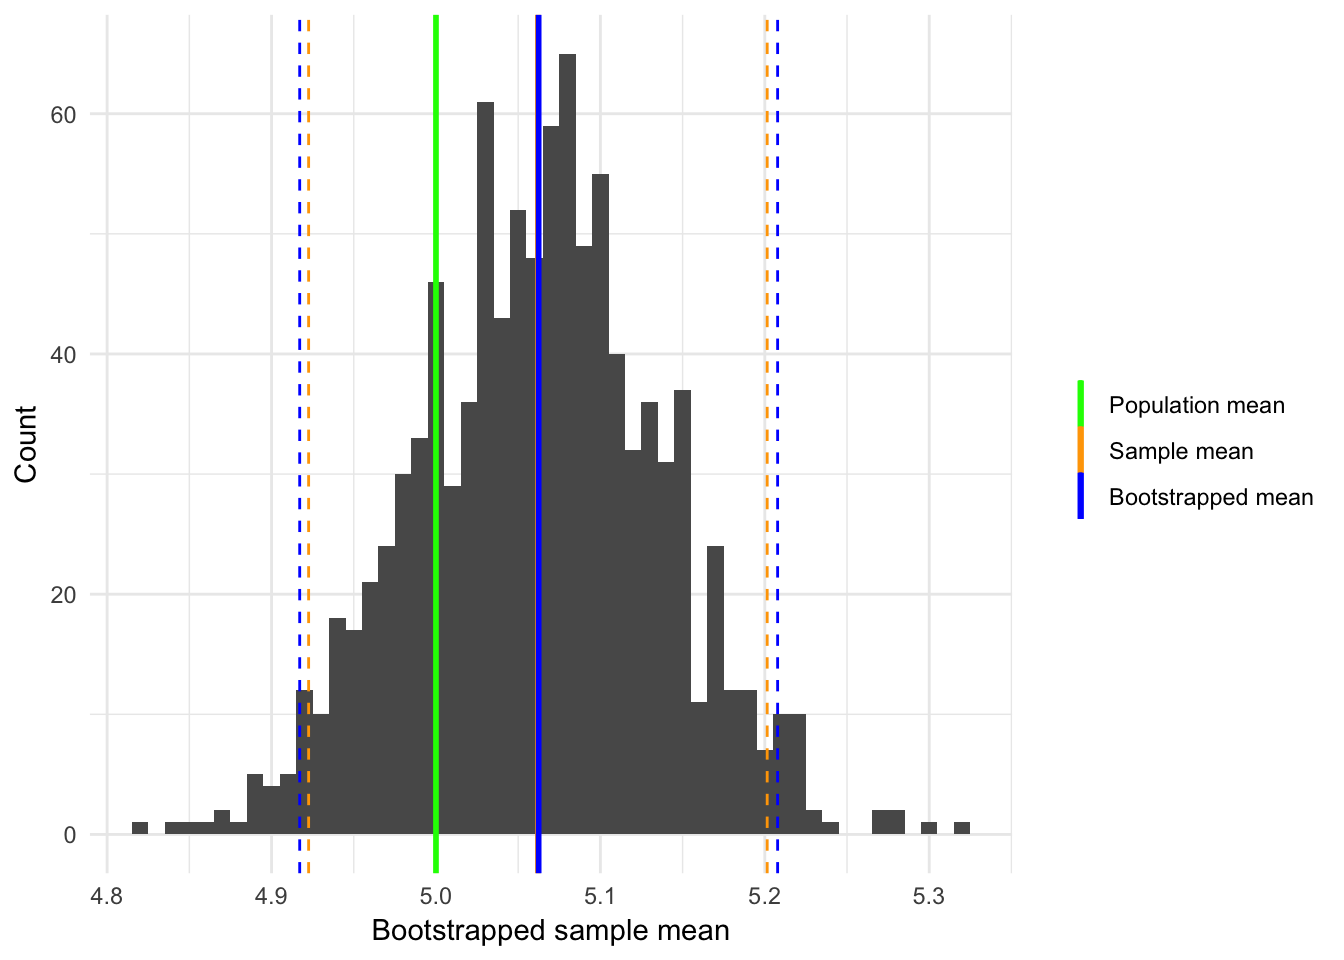 60
40
20
0
Count
4.8 4.9 5.0 5.1 5.2 5.3
Bootstrapped sample mean
Population mean
Sample mean
Bootstrapped mean